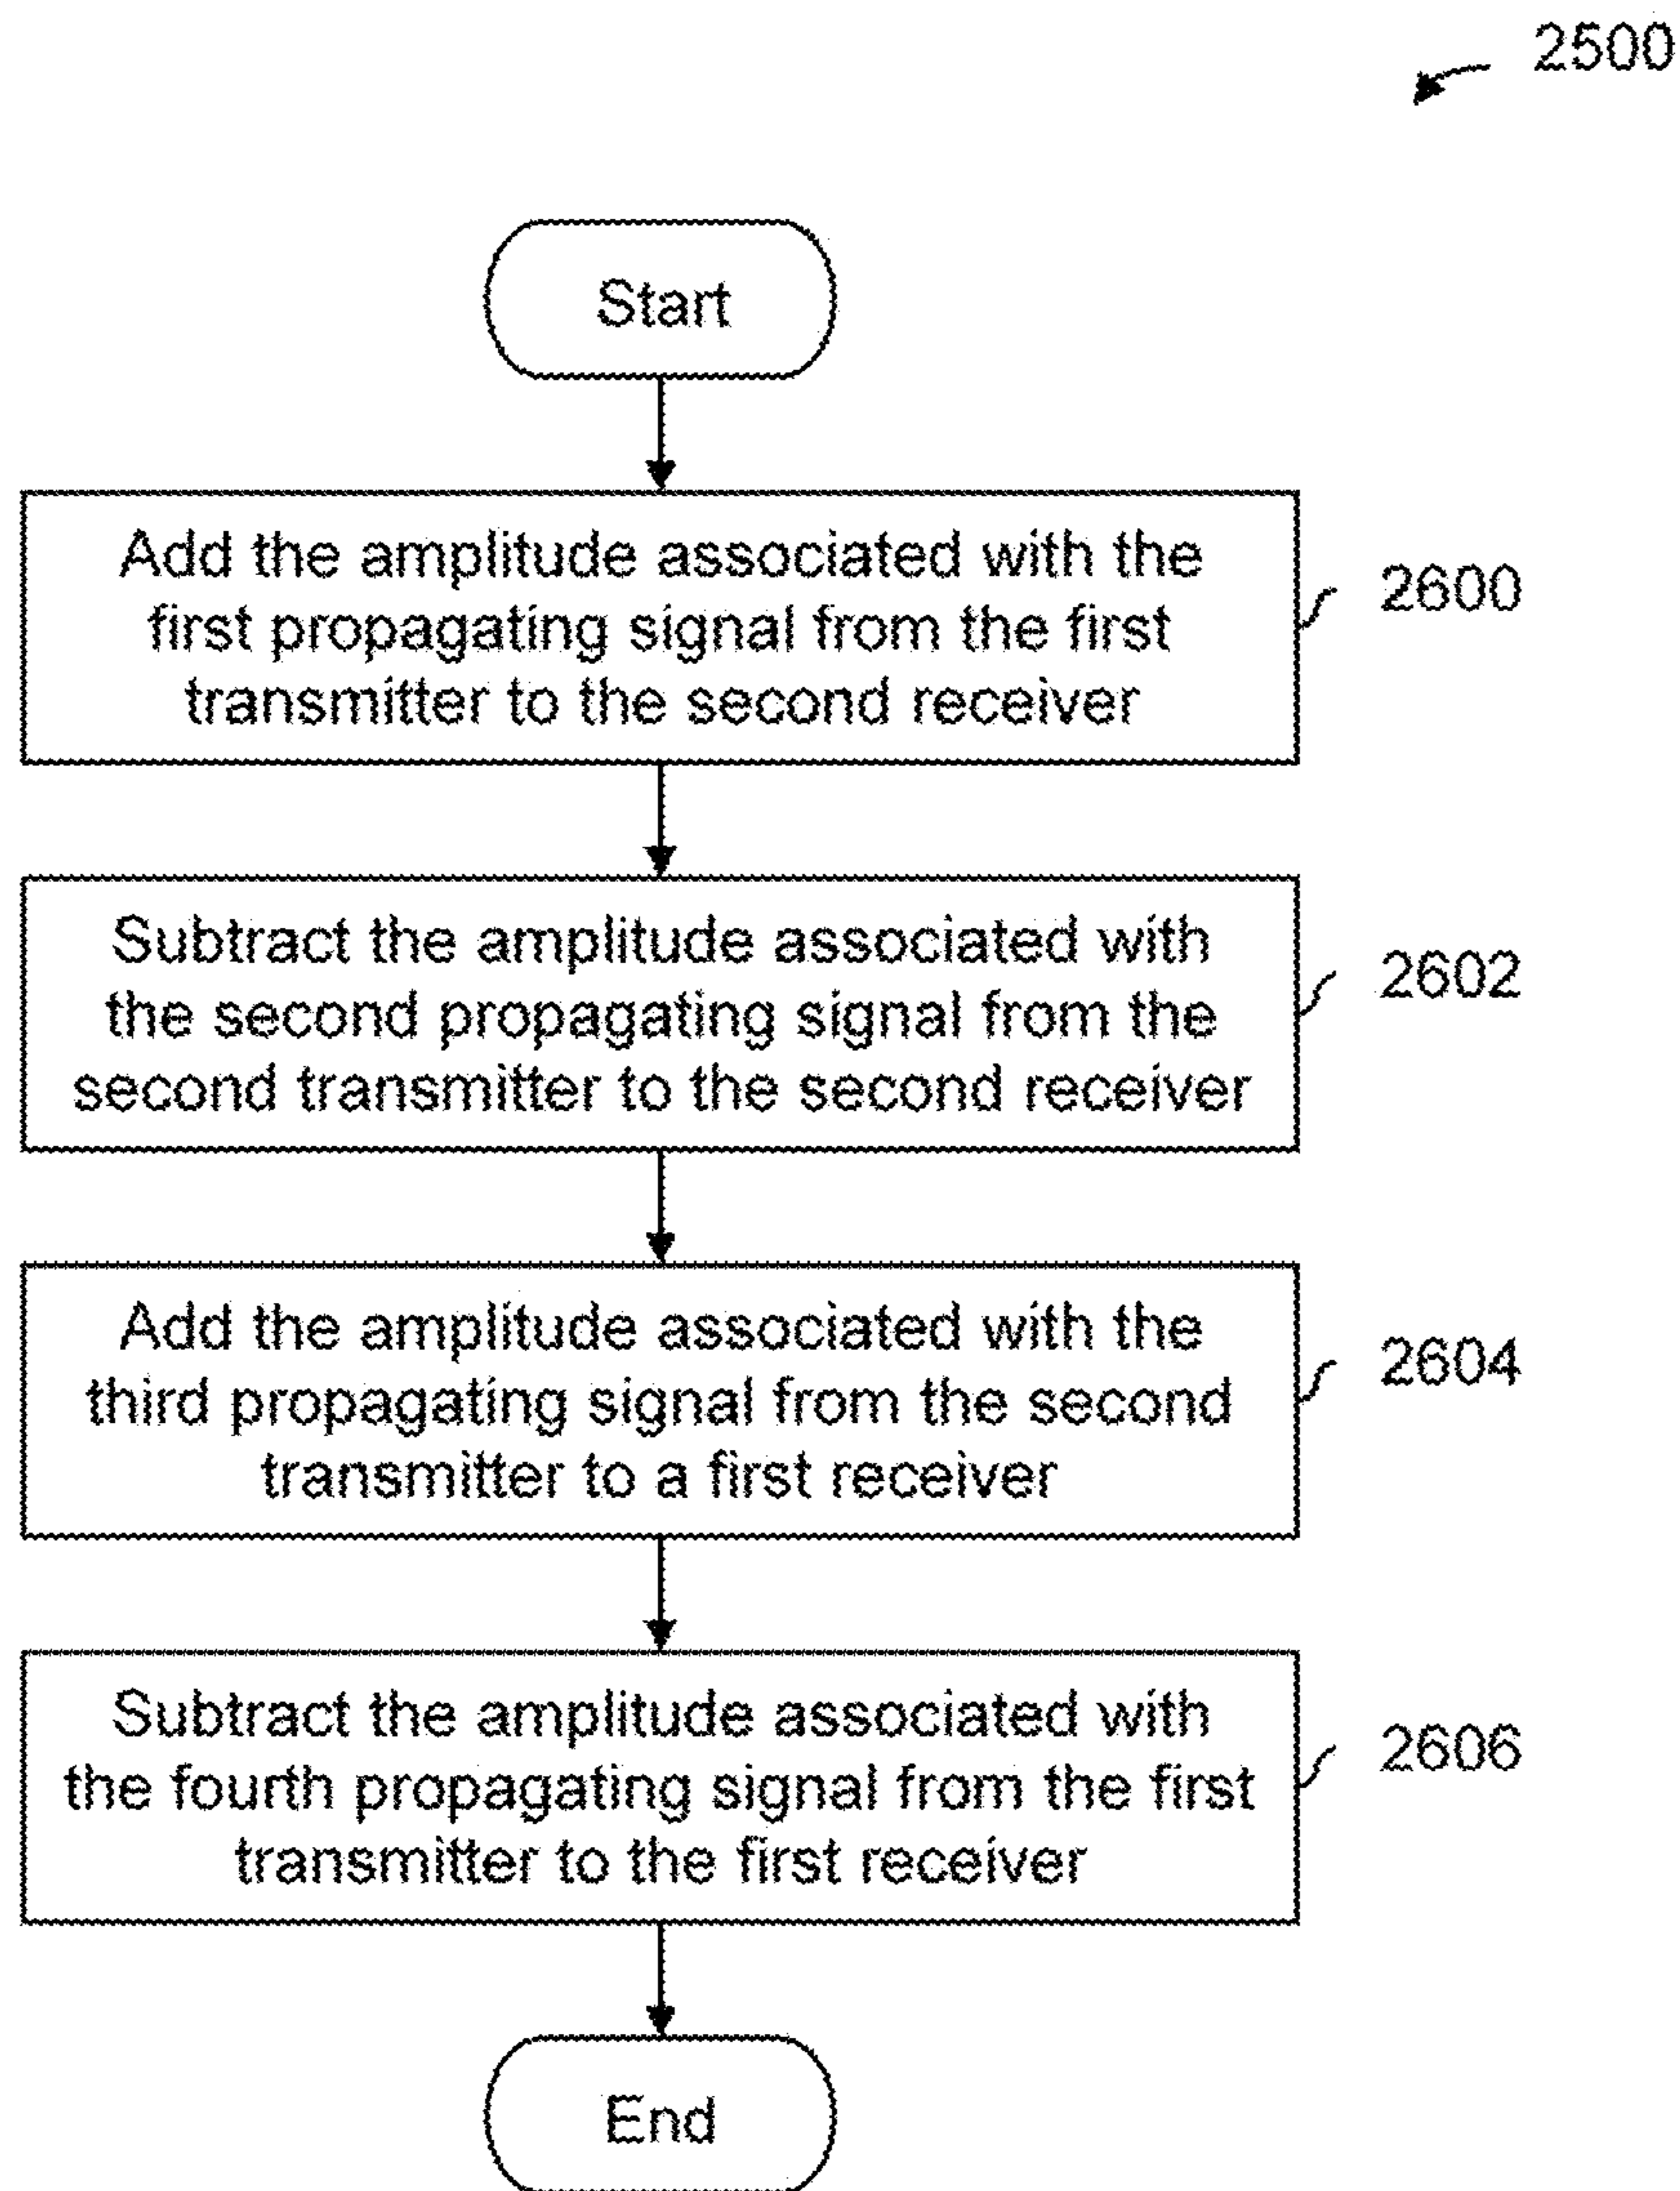 2500
Start
Add the amplitude associated with the
first propagating signal from the first
transmitter to the second receiver
2600
Subtract the amplitude associated with
the second propagating signal from the
second transmitter to the second receiver
2602
Add the amplitude associated with the
third propagating signal from the second
transmitter to a first receiver
2604
Subtract the amplitude associated with
the fourth propagating signal from the first
transmitter to the first receiver
2606
End